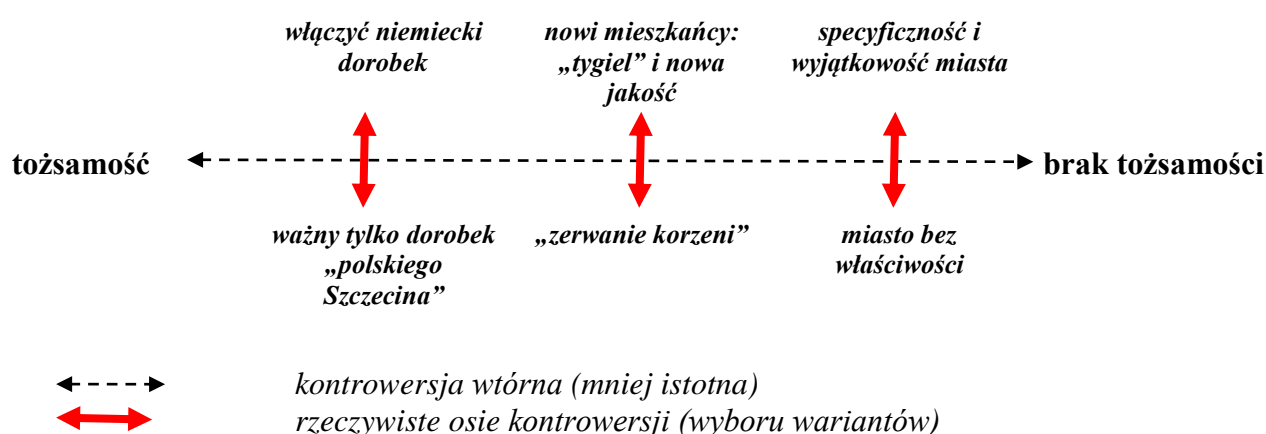 włączyć niemiecki
dorobek
nowi mieszkańcy:
„tygiel” i nowa
jakość
specyficzność i
wyjątkowość miasta
tożsamość
brak tożsamości
ważny tylko dorobek
„polskiego
Szczecina”
„zerwanie korzeni”
miasto bez
właściwości
kontrowersja wtórna (mniej istotna)
rzeczywiste osie kontrowersji (wyboru wariantów)